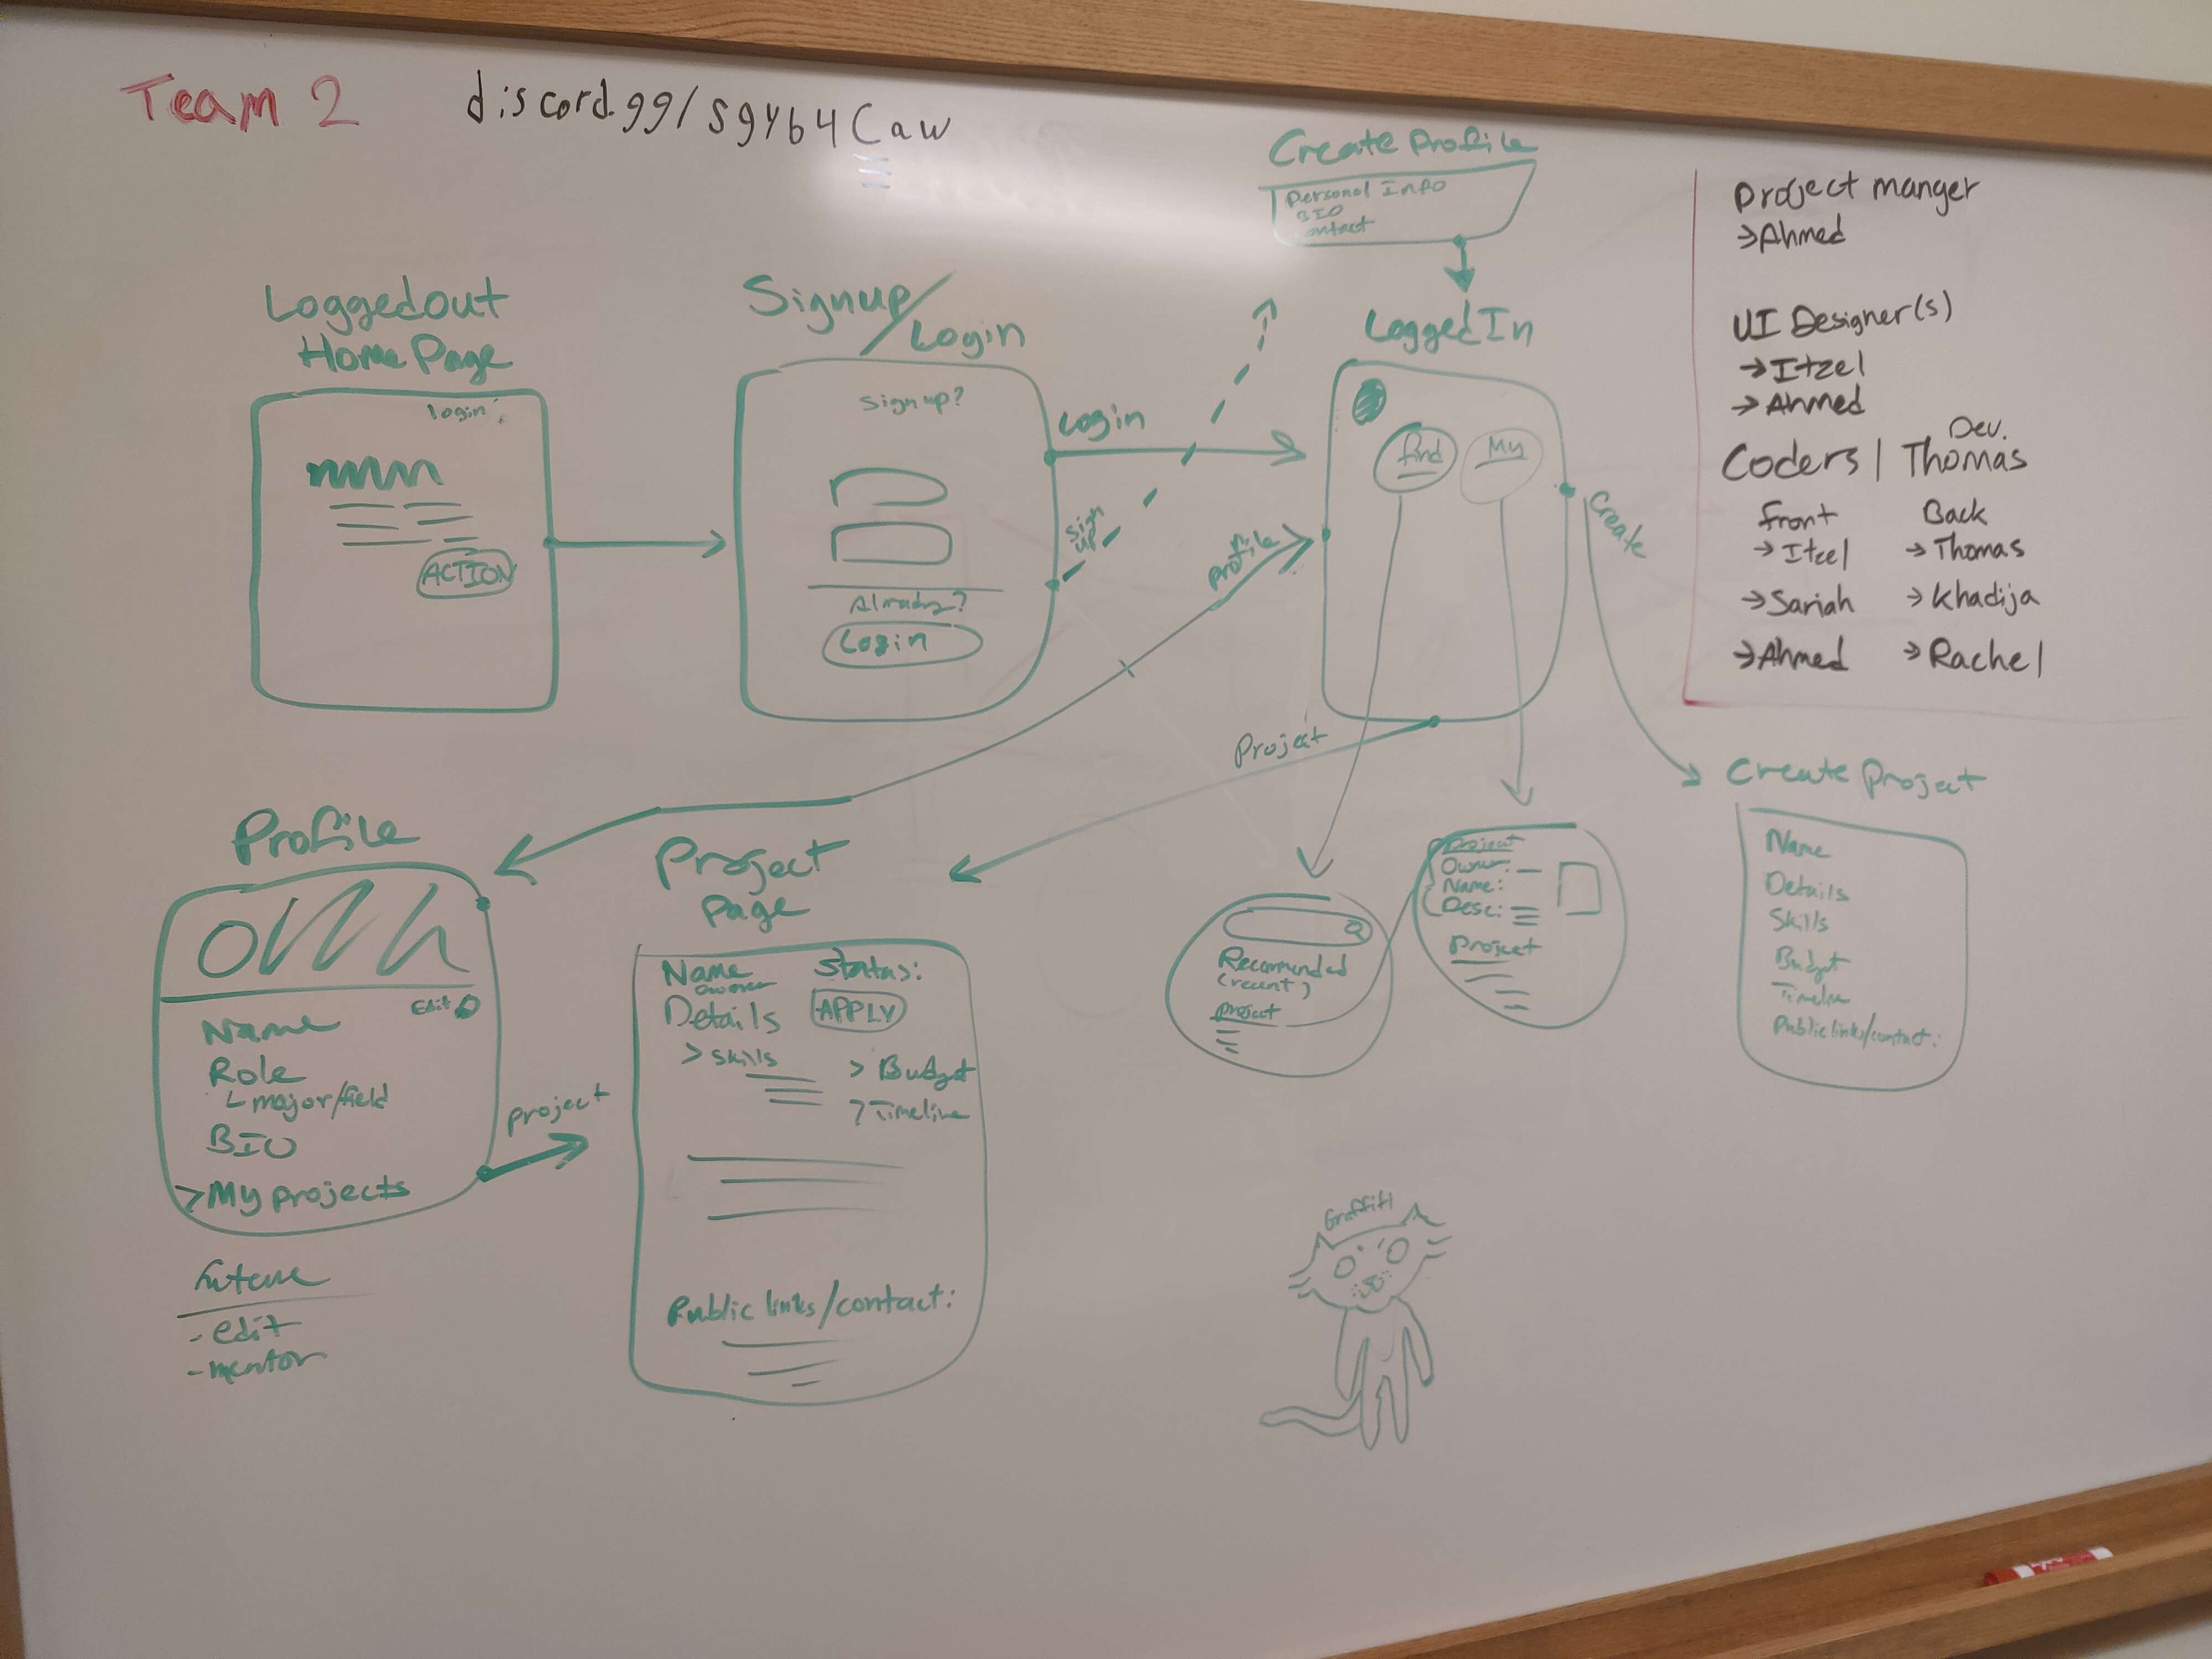 Team 2
discord.gg/
Create Profile
Personal Info
BIO
contact
Project manger
→Ahmed
UI Designer(s)
→Itzel
→Ahmed
Dev.
Coders | Thomas
Front Back
→Itzel →Thomas
→Sariah →Khadija
→Ahmed →Rachel
Loggedout
Home Page
login
ACTION
Signup/
Login
Signup?
Already?
Login
Login
sign
up
Logged In
find My
Create
Profile
Project
Profile
Edit
Name
Role
major/field
BIO
>My projects
project
Future
-edit
-mentor
Project
Page
Name Status:
owner
Details APPLY
>Skills
>Budget
>Timeline
Public links/contact:
Recommended
(recent)
project
Project
Owner:
Name:
Desc:
Project
Create Project
Name
Details
Skills
Budget
Timeline
Public links/contact:
Graffiti